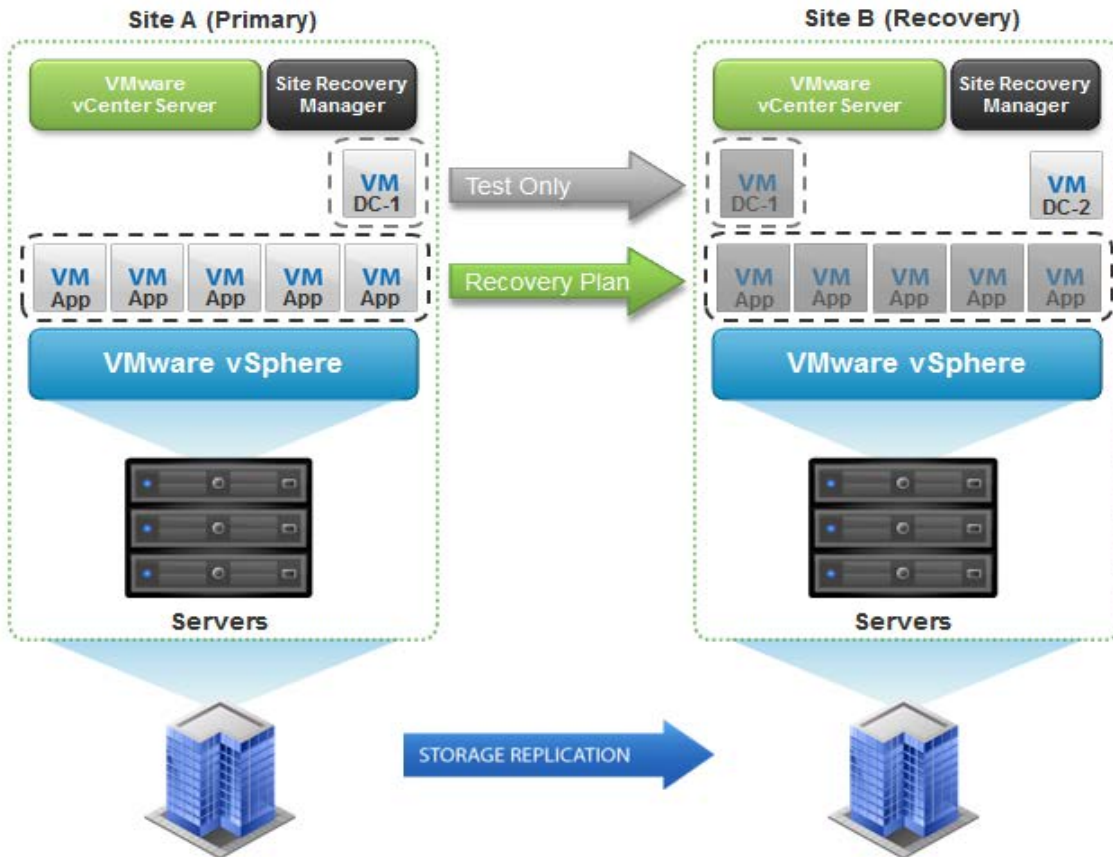 Site A (Primary)
Site B (Recovery)
VMware
vCenter Server
Site Recovery
Manager
VMware
vCenter Server
Site Recovery
Manager
VM
DC-1
Test Only
VM
DC-1
VM
DC-2
VM
App
VM
App
VM
App
VM
App
VM
App
Recovery Plan
VM
App
VM
App
VM
App
VM
App
VM
App
VMware vSphere
VMware vSphere
Servers
Servers
STORAGE REPLICATION